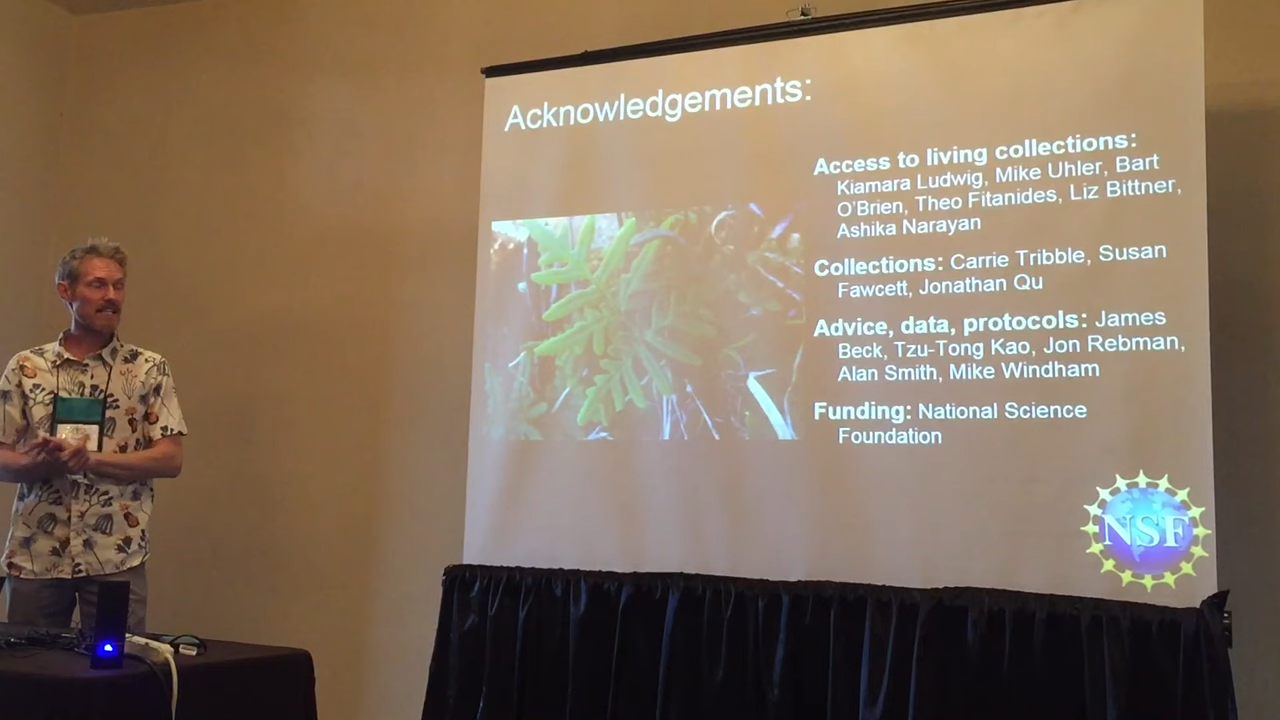 Acknowledgements:
Access to living collections:
Kiamara Ludwig, Mike Uhler, Bart
O'Brien, Theo Fitanides, Liz Bittner,
Ashika Narayan
Collections: Carrie Tribble, Susan
Fawcett, Jonathan Qu
Advice, data, protocols: James
Beck, Tzu-Tong Kao, Jon Rebman,
Alan Smith, Mike Windham
Funding: National Science
Foundation
NSF